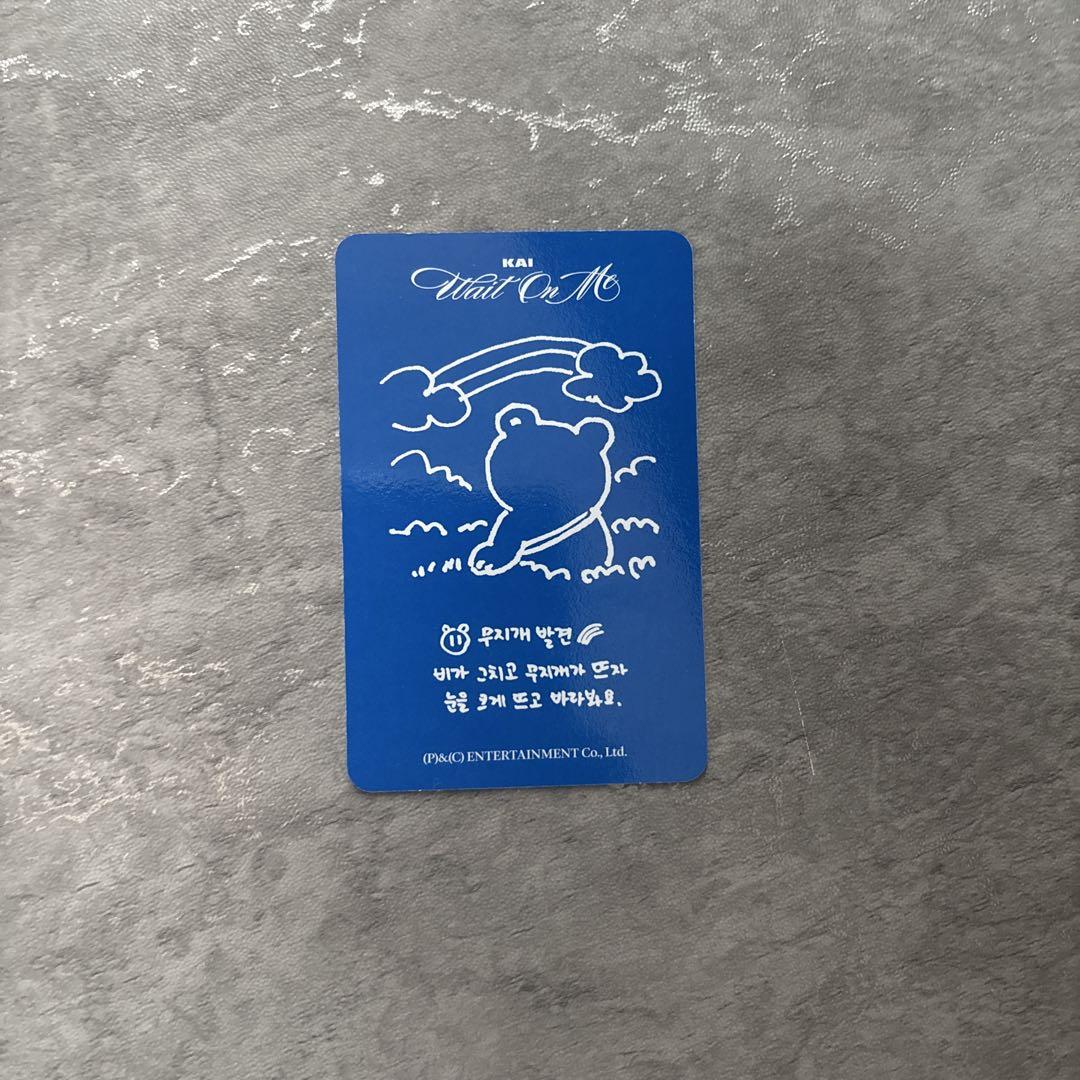 KAI
Wait On Me
무지개 발견
비가 그치고 무지개가 뜨자
눈을 크게 뜨고 바라봐요.
(P)&(C) ENTERTAINMENT Co., Ltd.